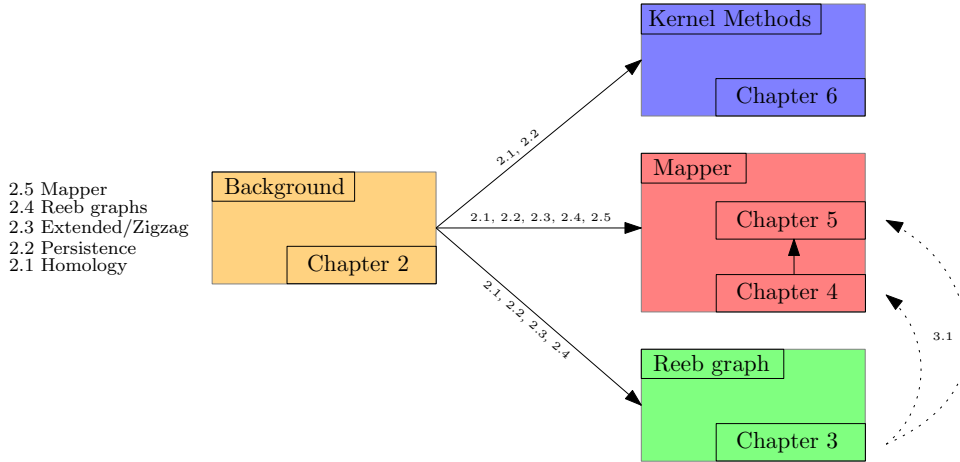 2.5 Mapper
2.4 Reeb graphs
2.3 Extended/Zigzag
2.2 Persistence
2.1 Homology
Background
Chapter 2
2.1, 2.2
2.1, 2.2, 2.3, 2.4, 2.5
2.1, 2.2, 2.3, 2.4
Kernel Methods
Chapter 6
Mapper
Chapter 5
Chapter 4
Reeb graph
Chapter 3
3.1